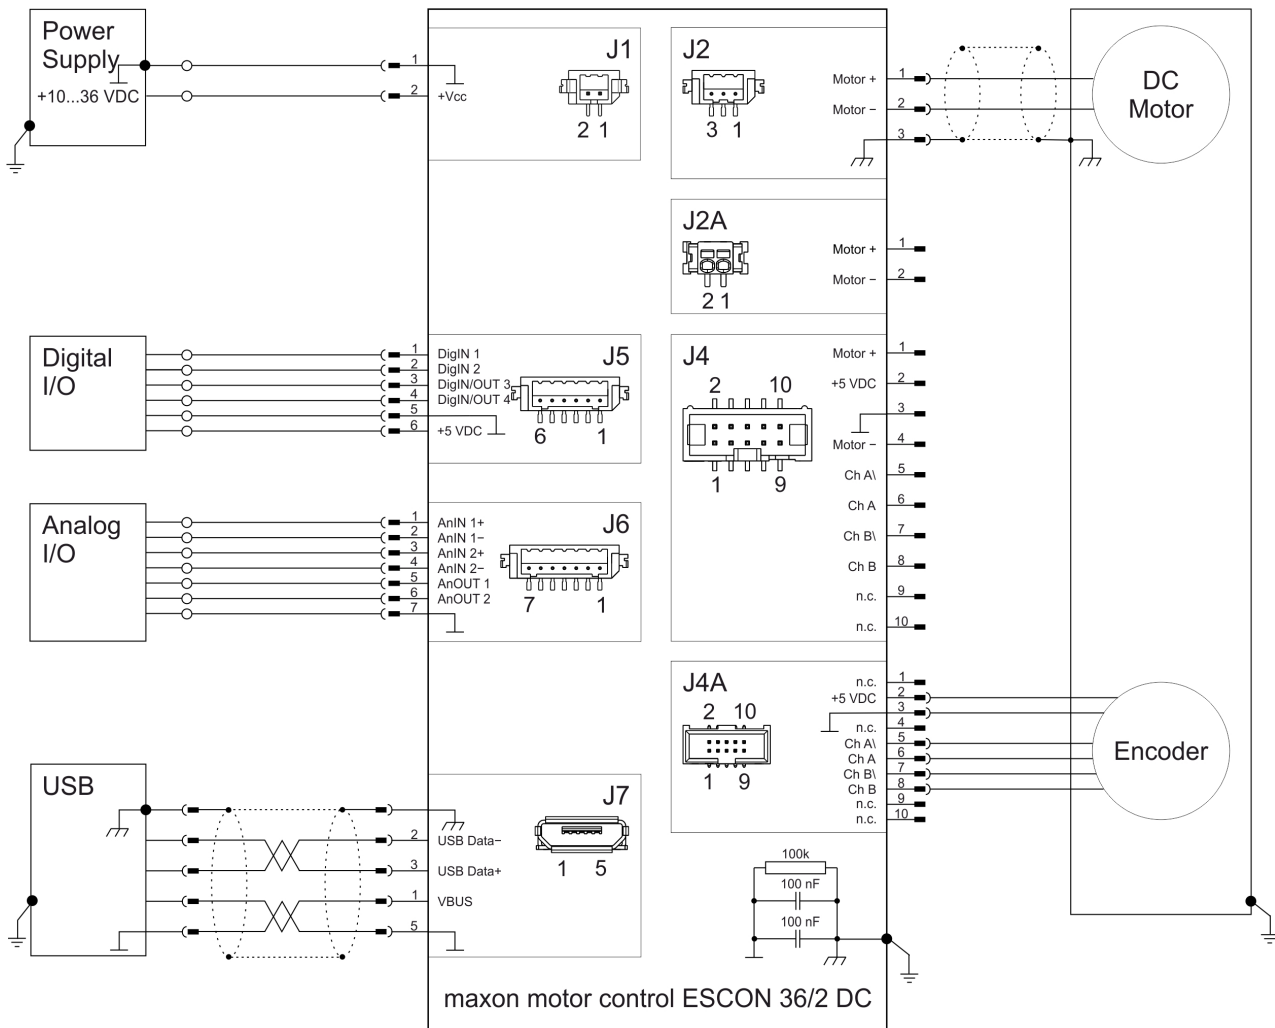 Power
Supply
+10...36 VDC
1
2
+Vcc
J1
2 1
J2
3 1
Motor +
Motor −
1
2
3
DC
Motor
J2A
2 1
Motor +
Motor −
1
2
Digital
I/O
1
2
3
4
5
6
DigIN 1
DigIN 2
DigIN/OUT 3
DigIN/OUT 4
+5 VDC
J5
6 1
J4
2 10
1 9
Motor +
+5 VDC
Motor −
Ch A\
Ch A
Ch B\
Ch B
n.c.
n.c.
1
2
3
4
5
6
7
8
9
10
Analog
I/O
1
2
3
4
5
6
7
AnIN 1+
AnIN 1−
AnIN 2+
AnIN 2−
AnOUT 1
AnOUT 2
J6
7 1
J4A
2 10
1 9
n.c.
+5 VDC
n.c.
Ch A\
Ch A
Ch B\
Ch B
n.c.
n.c.
1
2
3
4
5
6
7
8
9
10
Encoder
USB
2
3
1
5
USB Data−
USB Data+
VBUS
J7
1 5
100k
100 nF
100 nF
maxon motor control ESCON 36/2 DC